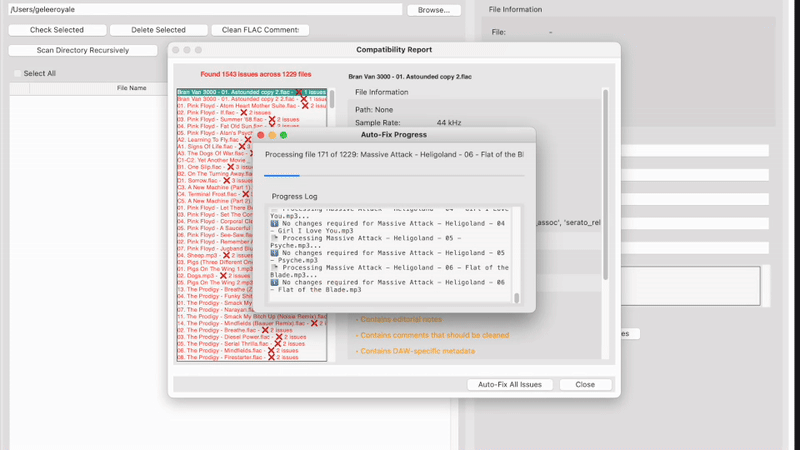 /Users/geleeroyale
Browse...
File Information
Check Selected
Delete Selected
Clean FLAC Comment
File:
-
Scan Directory Recursively
Compatibility Report
Select All
File Name
Found 1543 issues across 1229 files
Bran Van 3000 - 01. Astounded copy 2.flac
Bran Van 3000 - 01. Astounded copy 2.flac - ❌ 1 issues
Bran Van 3000 - 01. Astounded copy 2 2.flac - ❌ 1 issu
01. Pink Floyd - Atom Heart Mother Suite.flac - ❌ 2 iss
02. Pink Floyd - If.flac - ❌ 2 issues
03. Pink Floyd - Summer '68.flac - ❌ 2 issues
04. Pink Floyd - Fat Old Sun.flac
05. Pink Floyd - Alan's Psyc
A2. Learning To Fly.flac -
A1. Signs Of Life.flac - ❌ 3
A3. The Dogs Of War.flac
C1-C2. Yet Another Movie
B1. One Slip.flac - ❌ 3 issu
B2. On The Turning Away.flac
D1. Sorrow.flac - ❌ 3 issues
C3. A New Machine (Part 1)
C4. Terminal Frost.flac -
C5. A New Machine (Part 2)
01. Pink Floyd - Let There B
03. Pink Floyd - Set The Con
04. Pink Floyd - Corporal Cle
05. Pink Floyd - A Saucerful
06. Pink Floyd - See-Saw.fla
02. Pink Floyd - Remember A
07. Pink Floyd - Jugband Bl
04. Sheep.mp3 - ❌ 2 issues
03. Pigs (Three Different One
01. Pigs On The Wing 1.mp3
02. Dogs.mp3 - ❌ 2 issues
05. Pigs On The Wing 2.mp3
13. The Prodigy - Breathe (
10. The Prodigy - Funky Shi
01. The Prodigy - Smack My
07. The Prodigy - Narayan.f
11. The Prodigy - Smack My Bitch Up (Noisia Remix).flac
14. The Prodigy - Mindfields (Beaver Remix).flac - ❌ 2
02. The Prodigy - Breathe.flac - ❌ 2 issues
03. The Prodigy - Diesel Power.flac - ❌ 2 issues
05. The Prodigy - Serial Thrilla.flac - ❌ 2 issues
06. The Prodigy - Mindfields.flac - ❌ 2 issues
08. The Prodigy - Firestarter.flac - ❌ 2 issues
File Information
Path: None
Sample Rate: 44 kHz
Auto-Fix Progress
Processing file 171 of 1229: Massive Attack - Heligoland - 06 - Flat of the Bl
Progress Log
Processing Massive Attack - Heligoland - 04 - Girl I Love
You.mp3...
No changes required for Massive Attack - Heligoland - 04
- Girl I Love You.mp3
Processing Massive Attack - Heligoland - 05 -
Psyche.mp3...
No changes required for Massive Attack - Heligoland - 05
- Psyche.mp3
Processing Massive Attack - Heligoland - 06 - Flat of the
Blade.mp3...
No changes required for Massive Attack - Heligoland - 06
- Flat of the Blade.mp3
_assoc', 'serato_rel
• Contains editorial notes
• Contains comments that should be cleaned
• Contains DAW-specific metadata
es
Auto-Fix All Issues
Close